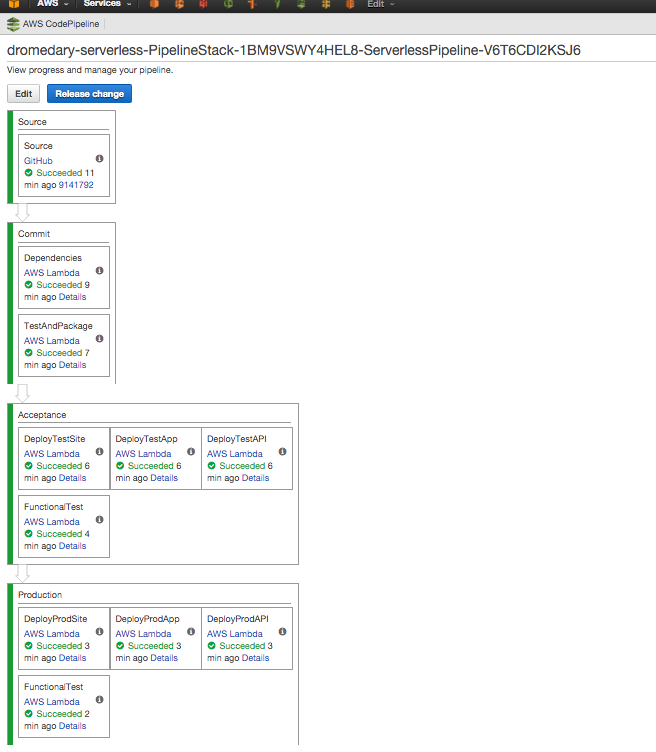 AWS Services Edit
AWS CodePipeline
dromedary-serverless-PipelineStack-1BM9VSWY4HEL8-ServerlessPipeline-V6T6CDI2KSJ6
View progress and manage your pipeline.
Edit Release change
Source
Source
GitHub
Succeeded 11
min ago 9141792
Commit
Dependencies
AWS Lambda
Succeeded 9
min ago Details
TestAndPackage
AWS Lambda
Succeeded 7
min ago Details
Acceptance
DeployTestSite DeployTestApp DeployTestAPI
AWS Lambda AWS Lambda AWS Lambda
Succeeded 6 Succeeded 6 Succeeded 6
min ago Details min ago Details min ago Details
FunctionalTest
AWS Lambda
Succeeded 4
min ago Details
Production
DeployProdSite DeployProdApp DeployProdAPI
AWS Lambda AWS Lambda AWS Lambda
Succeeded 3 Succeeded 3 Succeeded 3
min ago Details min ago Details min ago Details
FunctionalTest
AWS Lambda
Succeeded 2
min ago Details